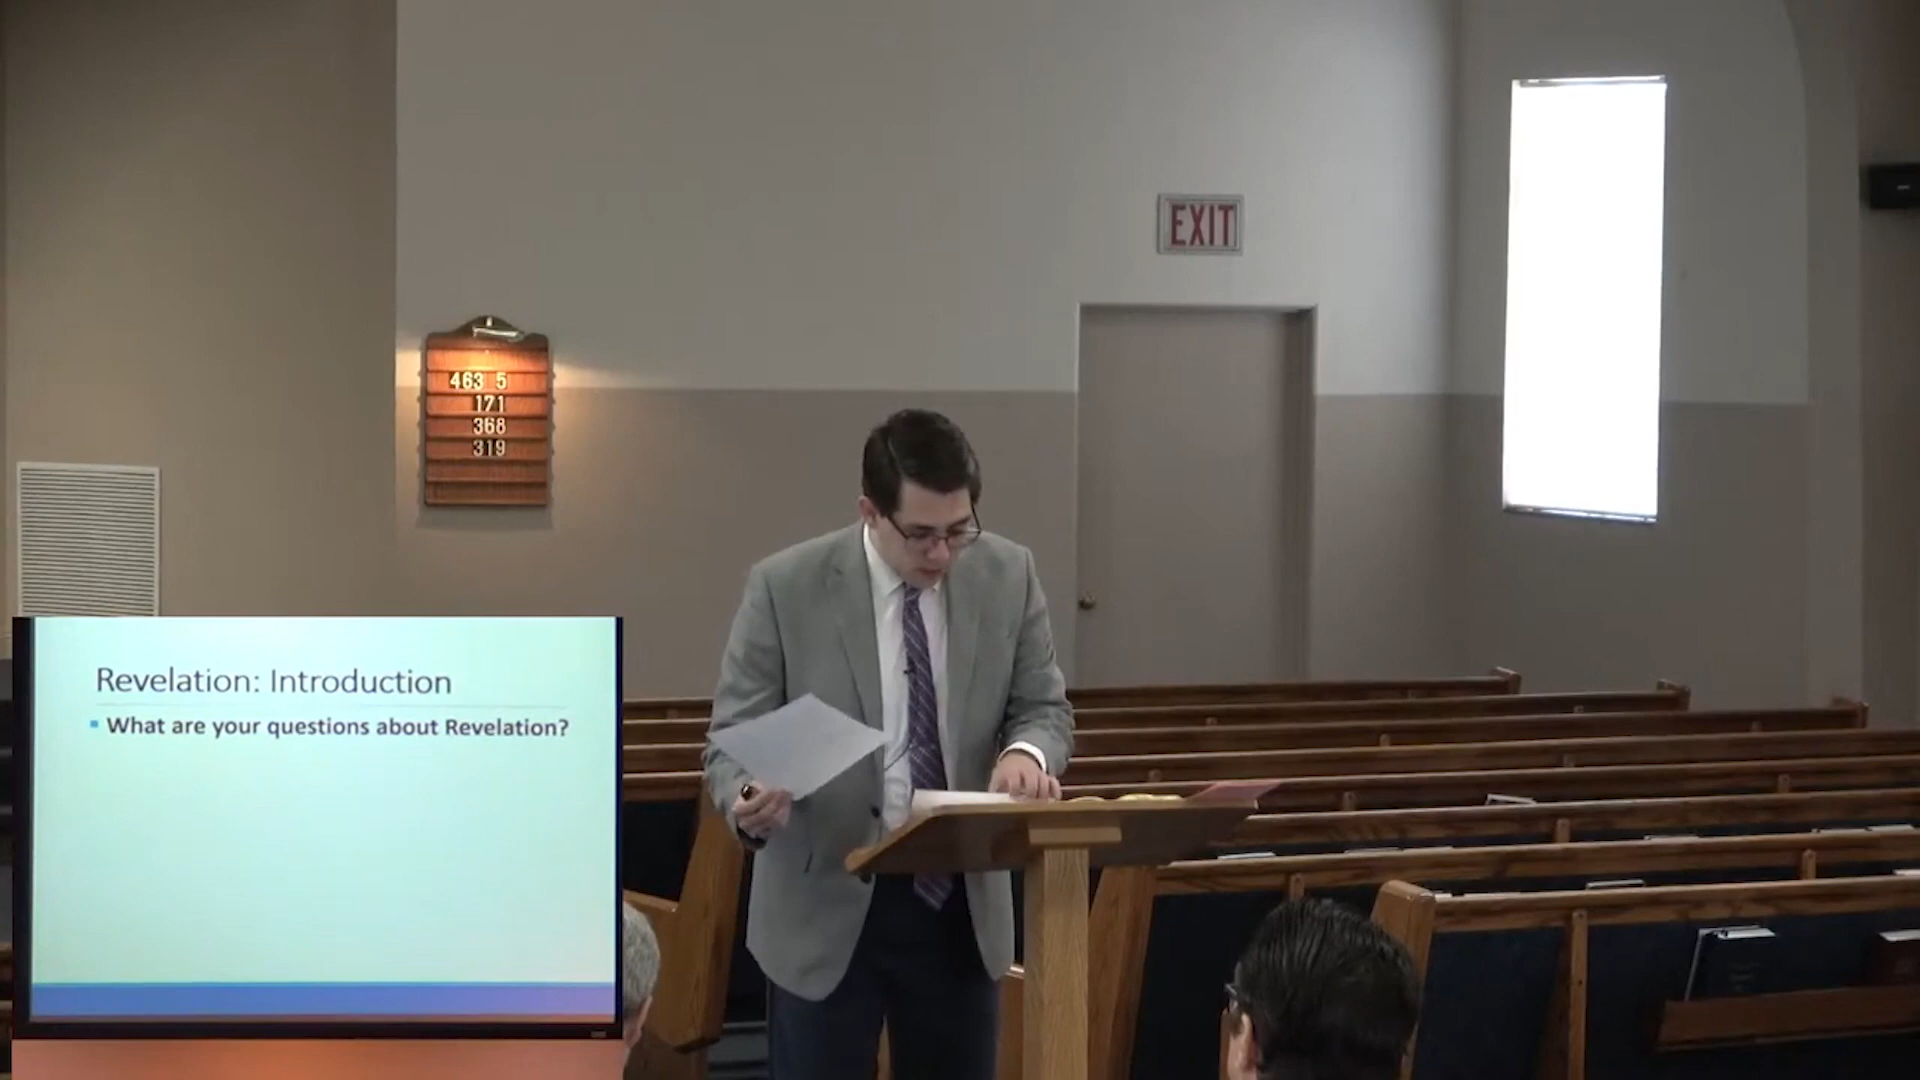 EXIT
463 5
171
368
319
Revelation: Introduction
What are your questions about Revelation?